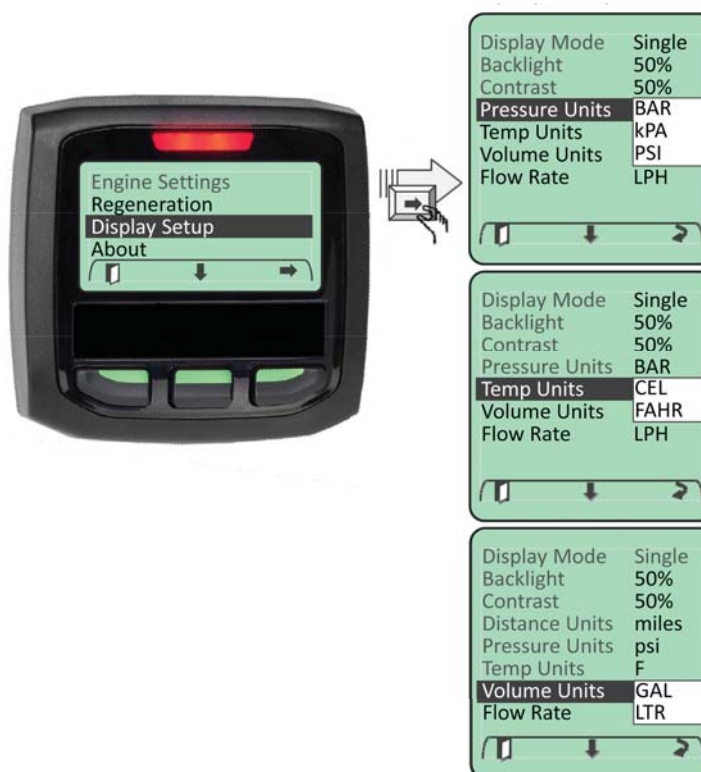 Engine Settings
Regeneration
Display Setup
About
Display Mode Single
Backlight 50%
Contrast 50%
Pressure Units BAR
Temp Units kPA
Volume Units PSI
Flow Rate LPH
Display Mode Single
Backlight 50%
Contrast 50%
Pressure Units BAR
Temp Units CEL
Volume Units FAHR
Flow Rate LPH
Display Mode Single
Backlight 50%
Contrast 50%
Distance Units miles
Pressure Units psi
Temp Units F
Volume Units GAL
Flow Rate LTR